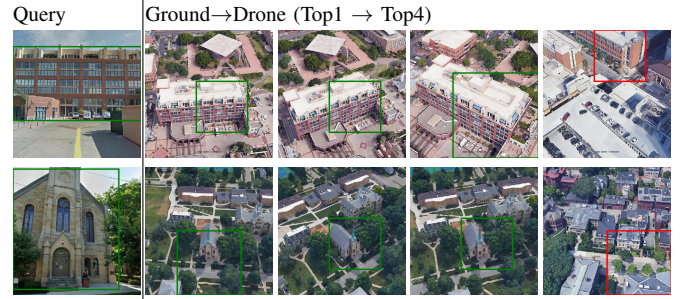 Query
Ground→Drone (Top1 → Top4)